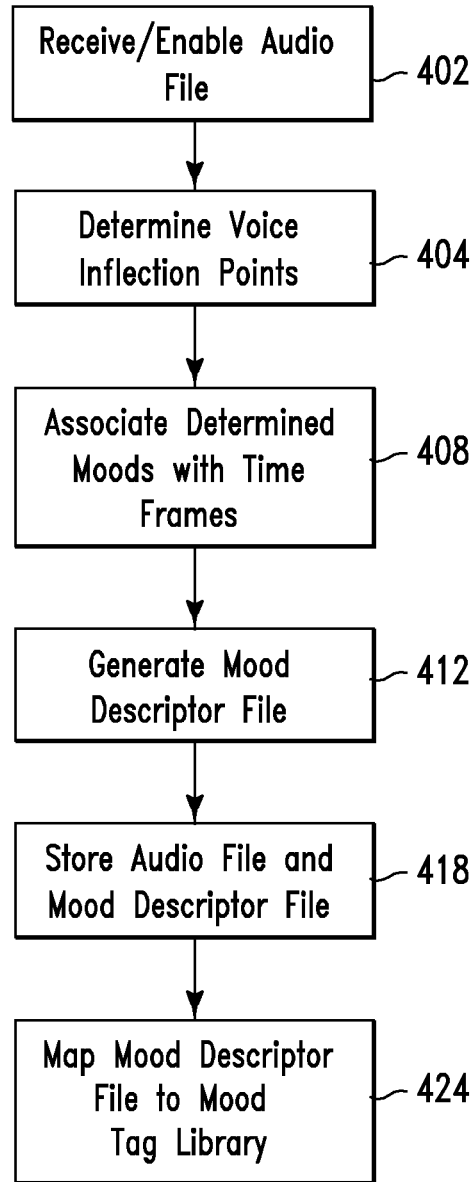 Receive/Enable Audio
File
402
Determine Voice
Inflection Points
404
Associate Determined
Moods with Time
Frames
408
Generate Mood
Descriptor File
412
Store Audio File and
Mood Descriptor File
418
Map Mood Descriptor
File to Mood
Tag Library
424